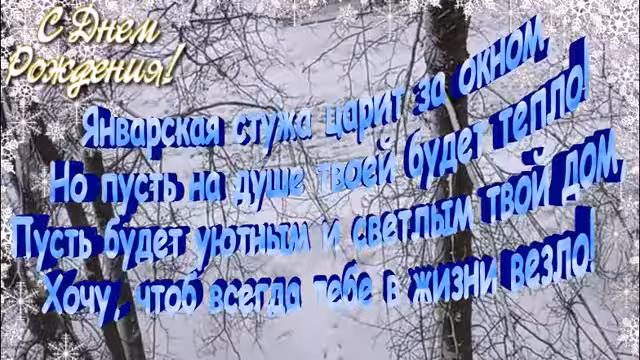 С Днем
Рождения!
Январская стужа царит за окном,
Но пусть на душе твоей будет тепло!
Пусть будет уютным и светлым твой дом,
Хочу, чтоб всегда тебе в жизни везло!